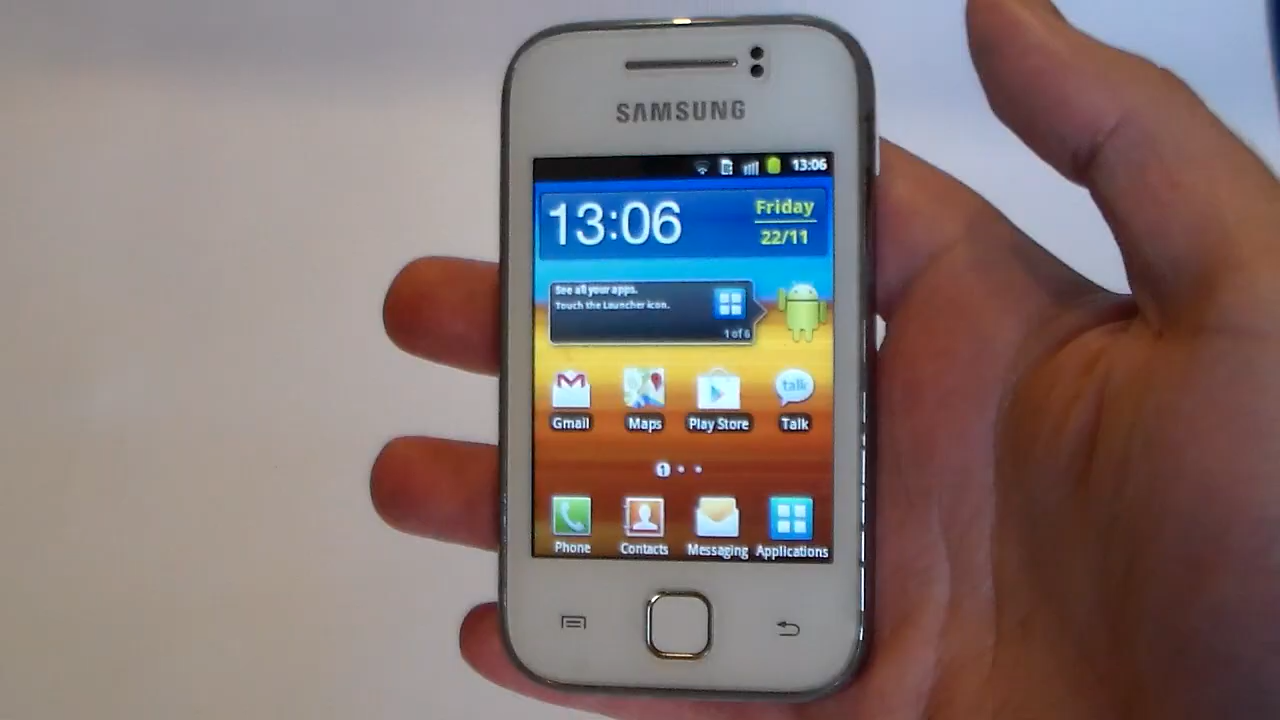 SAMSUNG
13:06
13:06
Friday
22/11
See all your apps.
Touch the Launcher icon.
1 of 6
talk
Gmail Maps Play Store Talk
1
Phone Contacts Messaging Applications